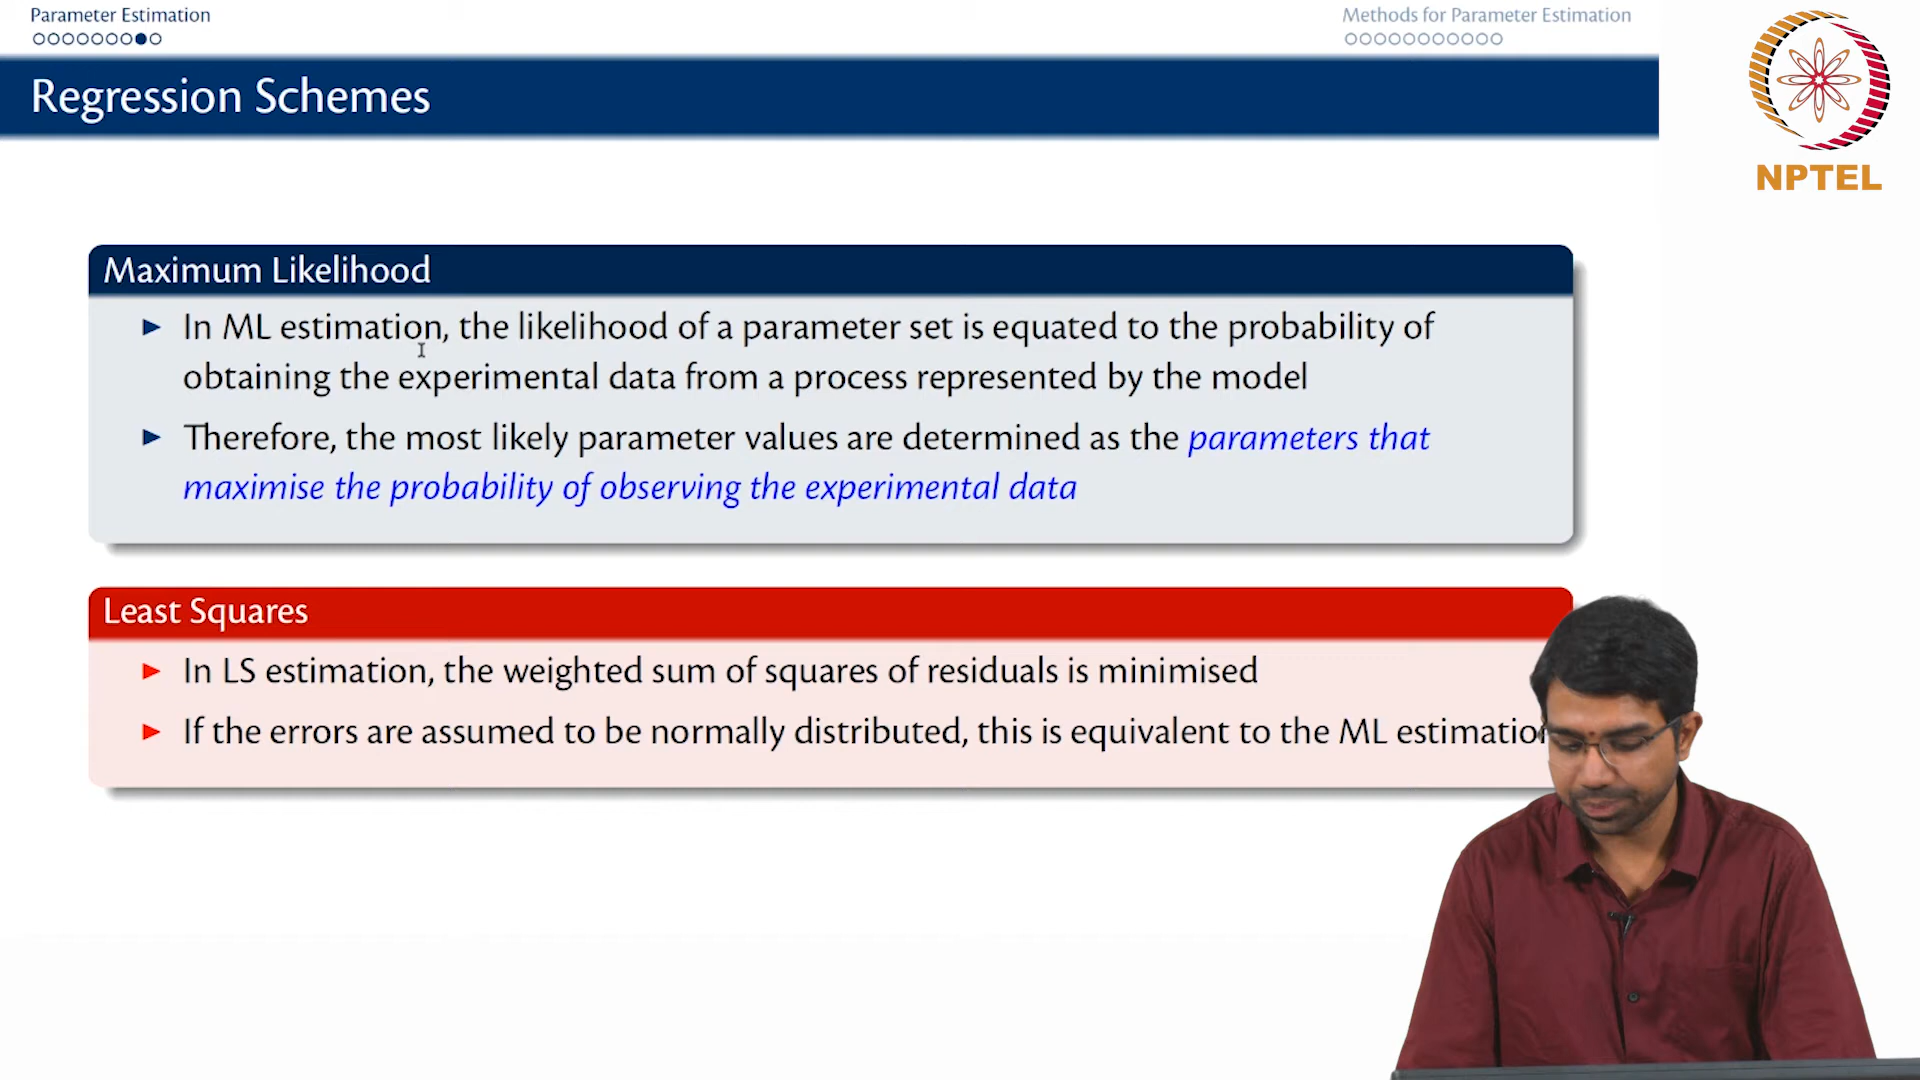 Parameter Estimation
Methods for Parameter Estimation
Regression Schemes
NPTEL
Maximum Likelihood
In ML estimation, the likelihood of a parameter set is equated to the probability of
obtaining the experimental data from a process represented by the model
Therefore, the most likely parameter values are determined as the parameters that
maximise the probability of observing the experimental data
Least Squares
In LS estimation, the weighted sum of squares of residuals is minimised
If the errors are assumed to be normally distributed, this is equivalent to the ML estimation